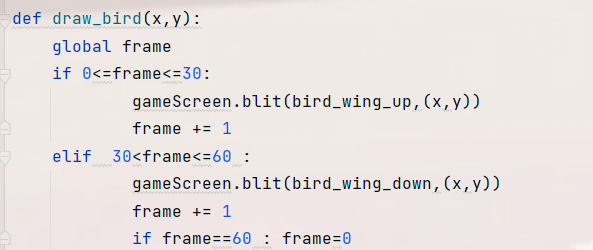 def draw_bird(x,y):
    global frame
    if 0<=frame<=30:
            gameScreen.blit(bird_wing_up,(x,y))
            frame += 1
    elif  30<frame<=60 :
            gameScreen.blit(bird_wing_down,(x,y))
            frame += 1
            if frame==60 : frame=0